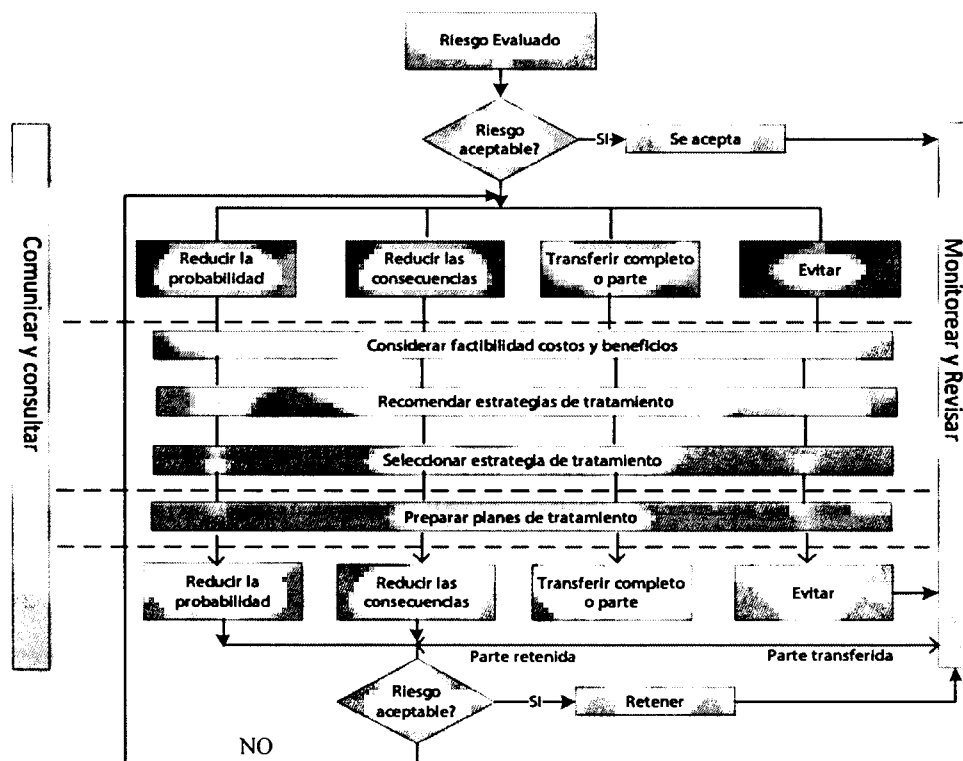 Riesgo Evaluado
Riesgo
aceptable?
SI
Se acepta
Comunicar y consultar
Monitorear y Revisar
Reducir la
probabilidad
Reducir las
consecuencias
Transferir completo
o parte
Evitar
Considerar factibilidad costos y beneficios
Recomendar estrategias de tratamiento
Seleccionar estrategia de tratamiento
Preparar planes de tratamiento
Reducir la
probabilidad
Reducir las
consecuencias
Transferir completo
o parte
Evitar
Parte retenida
Parte transferida
Riesgo
aceptable?
SI
Retener
NO